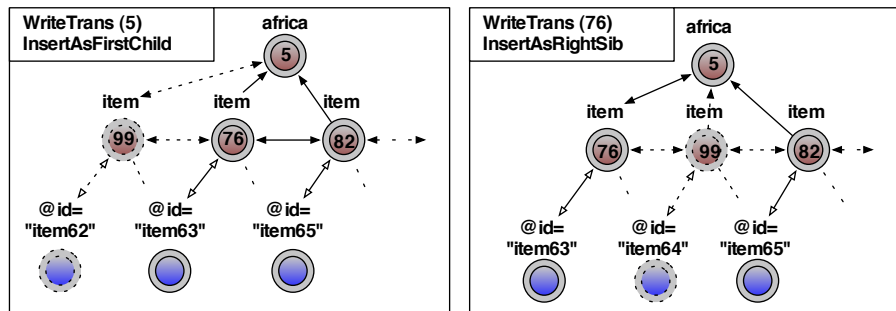 WriteTrans (5)
InsertAsFirstChild
africa
5
item item item
99 76 82
@id= @id= @id=
"item62" "item63" "item65"
WriteTrans (76)
InsertAsRightSib
africa
5
item item item
76 99 82
@id= @id= @id=
"item63" "item64" "item65"